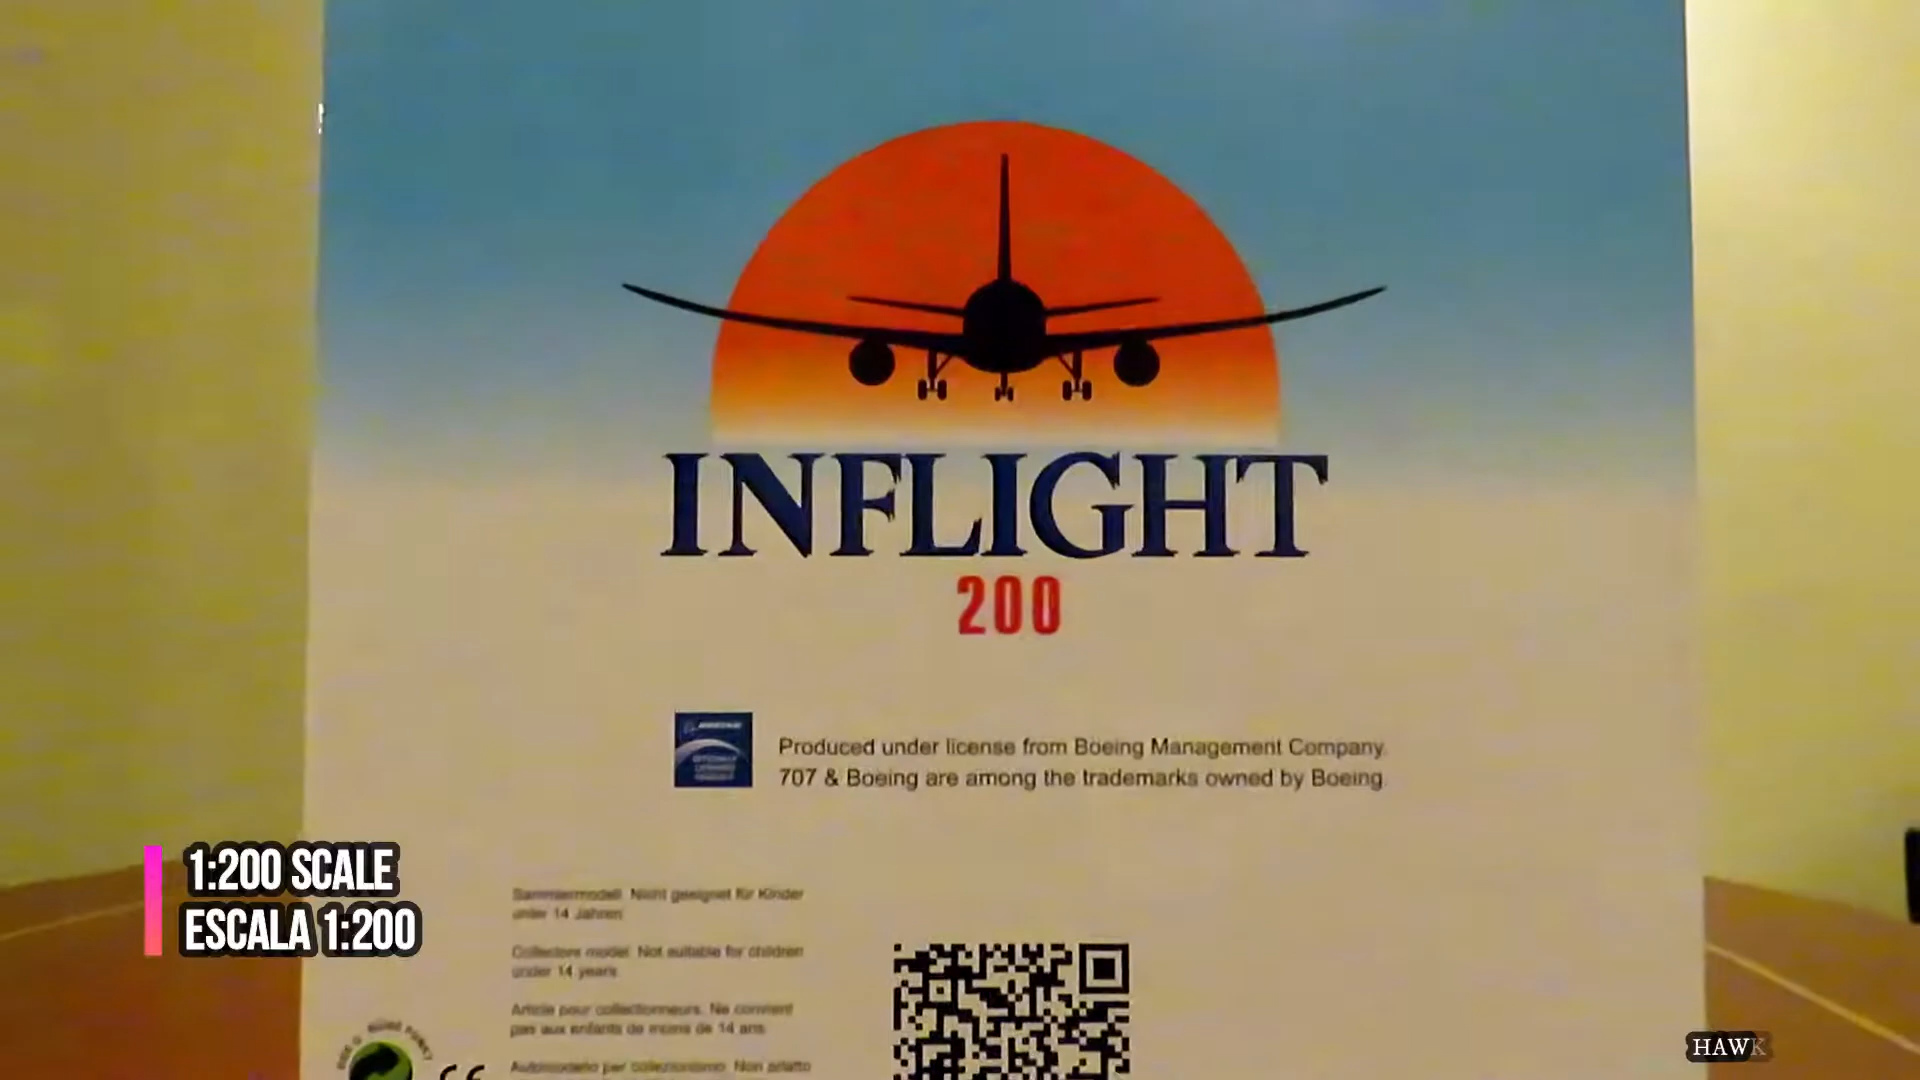 INFLIGHT
200
Produced under license from Boeing Management Company.
707 & Boeing are among the trademarks owned by Boeing.
1:200 SCALE
ESCALA 1:200
Sammlermodell. Nicht geeignet für Kinder
unter 14 Jahren
Collectors model. Not suitable for children
under 14 years
Article pour collectionneurs. Ne convient
pas aux enfants de moins de 14 ans
per collezionismo. Non
CE
HAWK